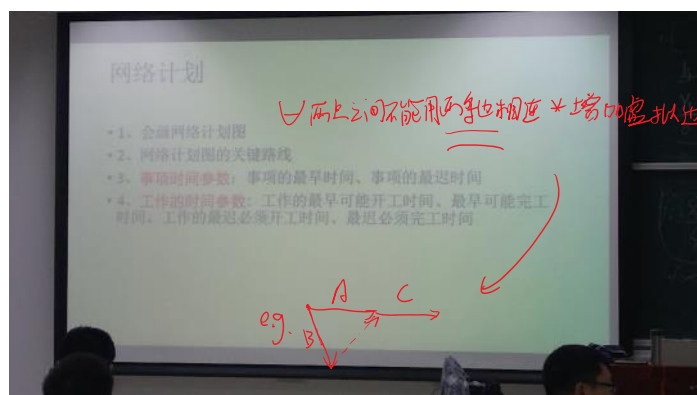 网络计划
∀两点之间不能用两条边相连 * 增加虚拟边
• 1、会画网络计划图
• 2、网络计划图的关键路线
• 3、事项时间参数：事项的最早时间、事项的最迟时间
• 4、工作的时间参数：工作的最早可能开工时间、最早可能完工
时间、工作的最迟必须开工时间、最迟必须完工时间
A C
e.g.
B